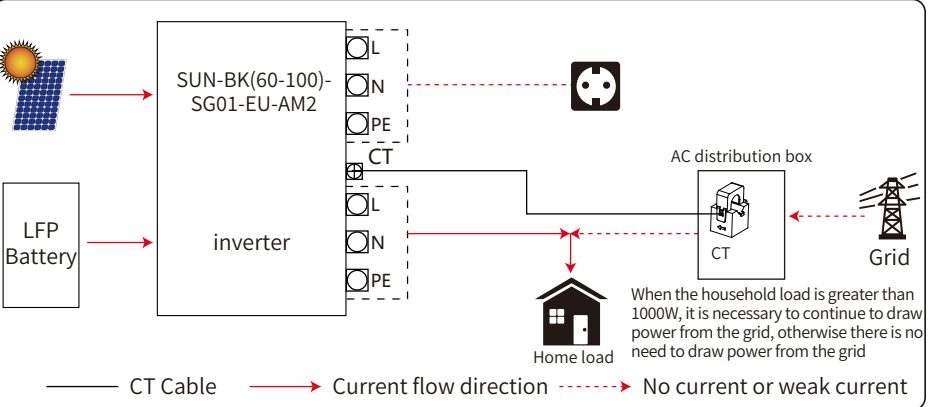 SUN-BK(60-100)-
SG01-EU-AM2
L
N
PE
CT
L
N
PE
inverter
LFP
Battery
AC distribution box
CT
Grid
Home load
When the household load is greater than
1000W, it is necessary to continue to draw
power from the grid, otherwise there is no
need to draw power from the grid
CT Cable
Current flow direction
No current or weak current